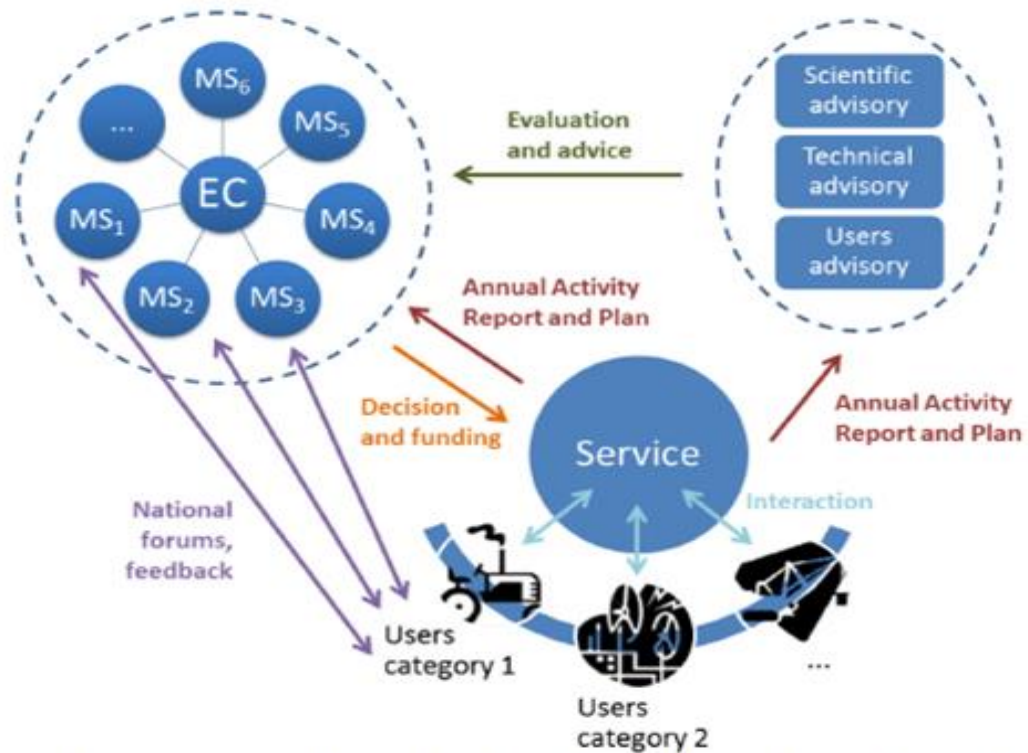 MS₆
...
MS₅
EC
MS₁
MS₄
MS₂
MS₃
Evaluation
and advice
Scientific
advisory
Technical
advisory
Users
advisory
Annual Activity
Report and Plan
Decision
and funding
Service
Annual Activity
Report and Plan
Interaction
National
forums,
feedback
Users
category 1
Users
category 2
...